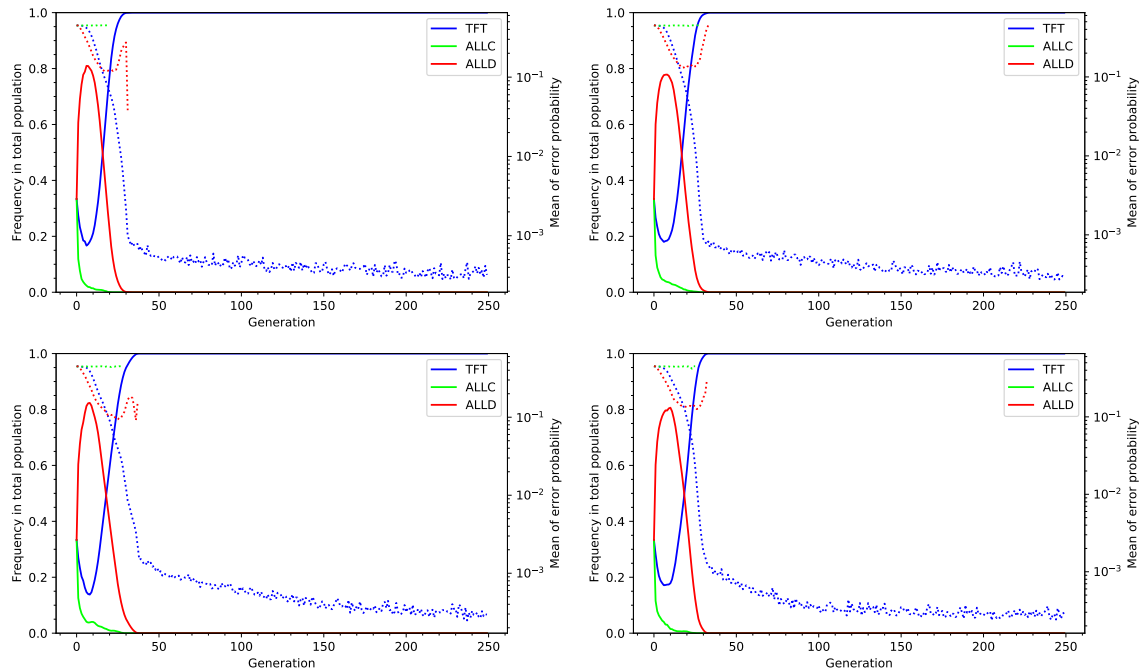 1.0
0.8
0.6
0.4
0.2
0.0
0
50
100
150
200
250
Frequency in total population
Generation
Mean of error probability
10⁻¹
10⁻²
10⁻³
TFT
ALLC
ALLD
1.0
0.8
0.6
0.4
0.2
0.0
0
50
100
150
200
250
Frequency in total population
Generation
Mean of error probability
10⁻¹
10⁻²
10⁻³
TFT
ALLC
ALLD
1.0
0.8
0.6
0.4
0.2
0.0
0
50
100
150
200
250
Frequency in total population
Generation
Mean of error probability
10⁻¹
10⁻²
10⁻³
TFT
ALLC
ALLD
1.0
0.8
0.6
0.4
0.2
0.0
0
50
100
150
200
250
Frequency in total population
Generation
Mean of error probability
10⁻¹
10⁻²
10⁻³
TFT
ALLC
ALLD